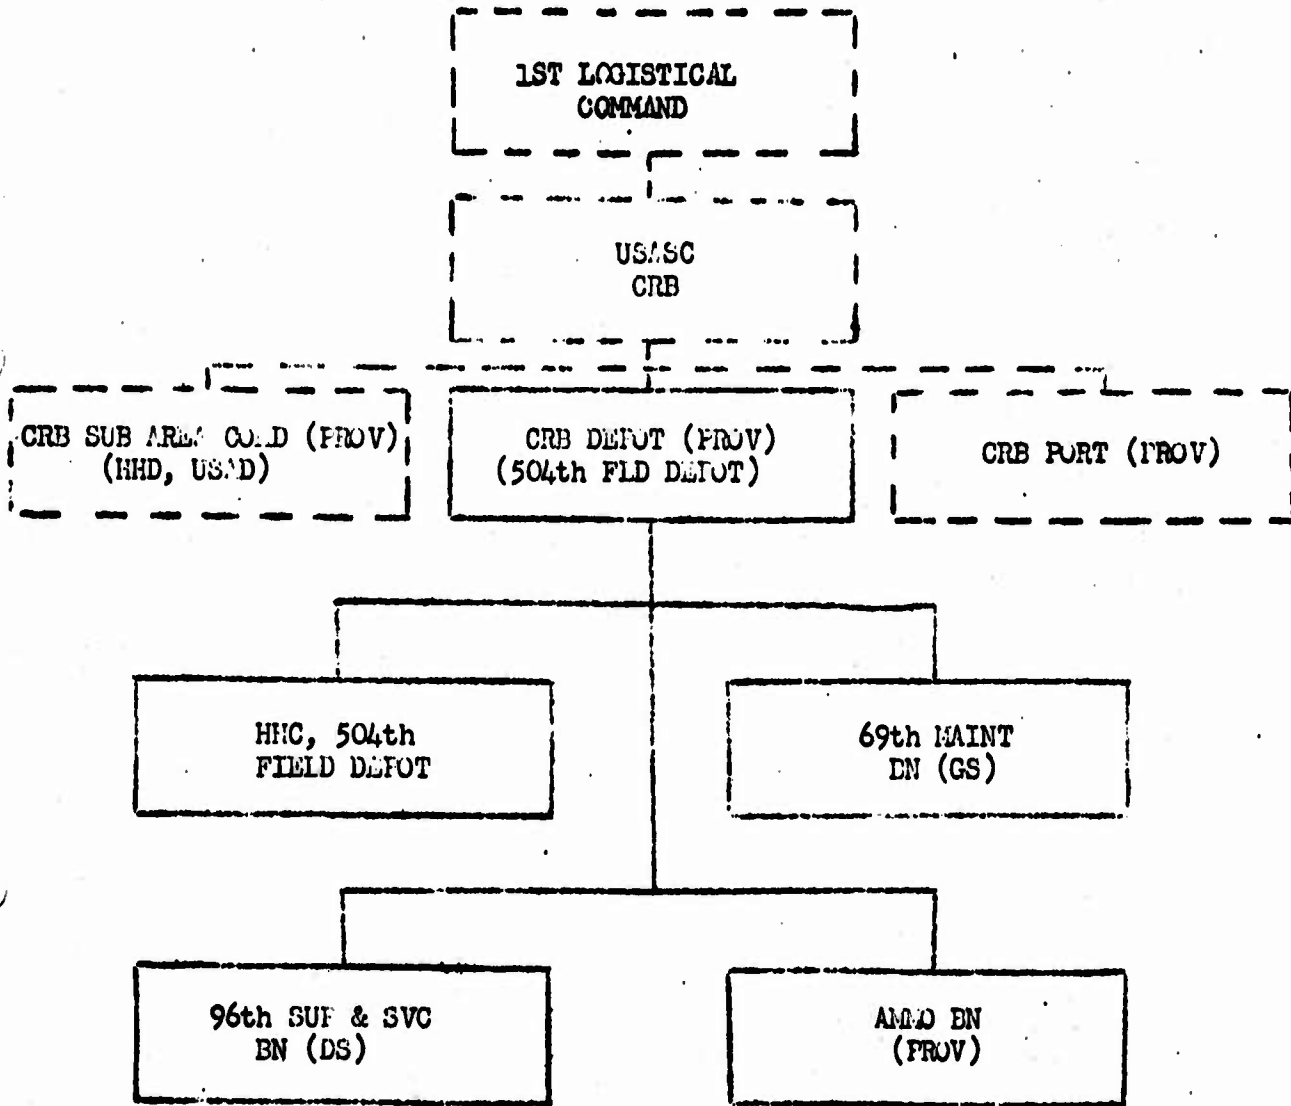 1ST LOGISTICAL
COMMAND
USASC
CRB
CRB SUB AREA COMD (PROV)
(HHD, USAD)
CRB DEPOT (PROV)
(504th FLD DEPOT)
CRB PORT (PROV)
HHC, 504th
FIELD DEPOT
69th MAINT
BN (GS)
96th SUP & SVC
BN (DS)
AMMO BN
(PROV)